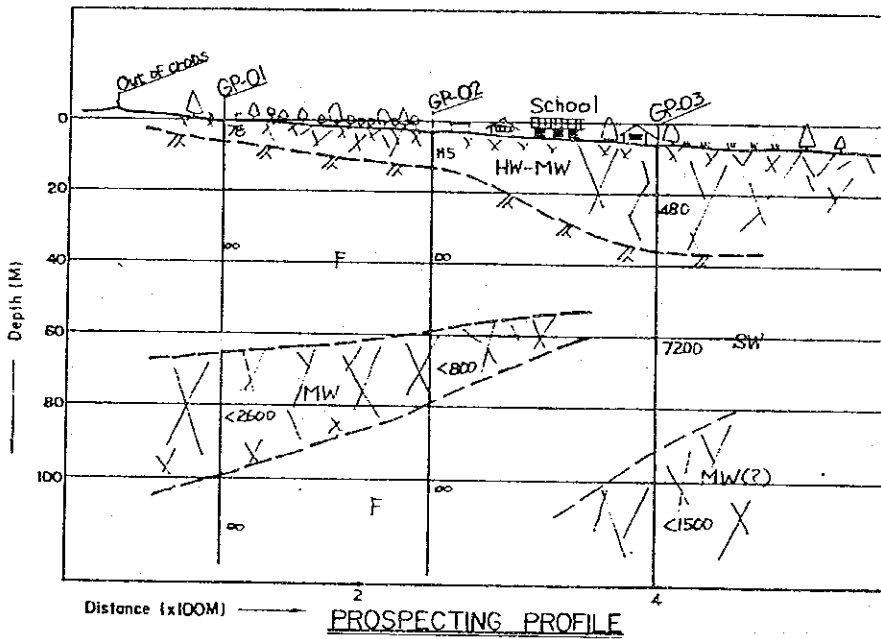 Out of crops
GP-01
GP-02
School
GP-03
0
78
115
HW-MW
20
480
∞
F
∞
40
60
<800
7200
SW
MW
80
<2600
100
∞
MW(?)
F
<1500
∞
Depth (M)
2
4
Distance (x100M)
PROSPECTING PROFILE